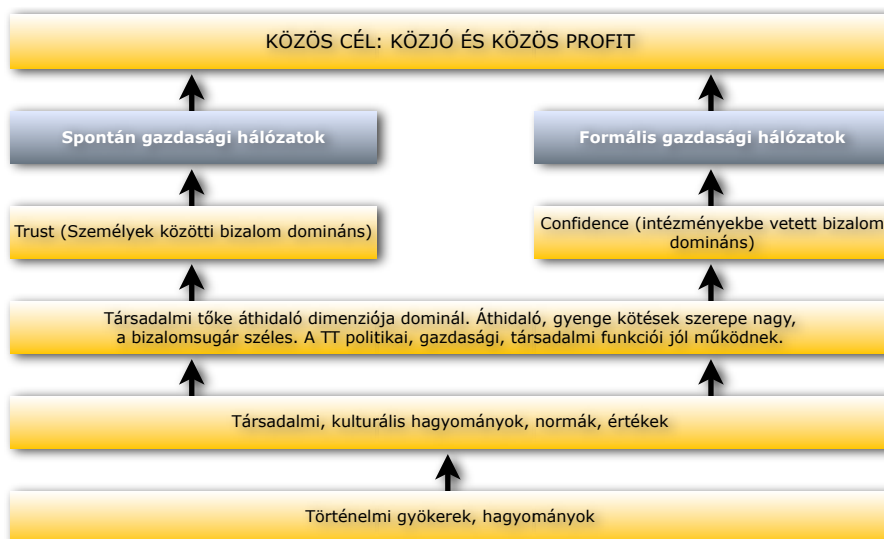 KÖZÖS CÉL: KÖZJÓ ÉS KÖZÖS PROFIT
Spontán gazdasági hálózatok
Formális gazdasági hálózatok
Trust (Személyek közötti bizalom domináns)
Confidence (intézményekbe vetett bizalom
domináns)
Társadalmi tőke áthidaló dimenziója dominál. Áthidaló, gyenge kötések szerepe nagy,
a bizalomsugár széles. A TT politikai, gazdasági, társadalmi funkciói jól működnek.
Társadalmi, kulturális hagyományok, normák, értékek
Történelmi gyökerek, hagyományok